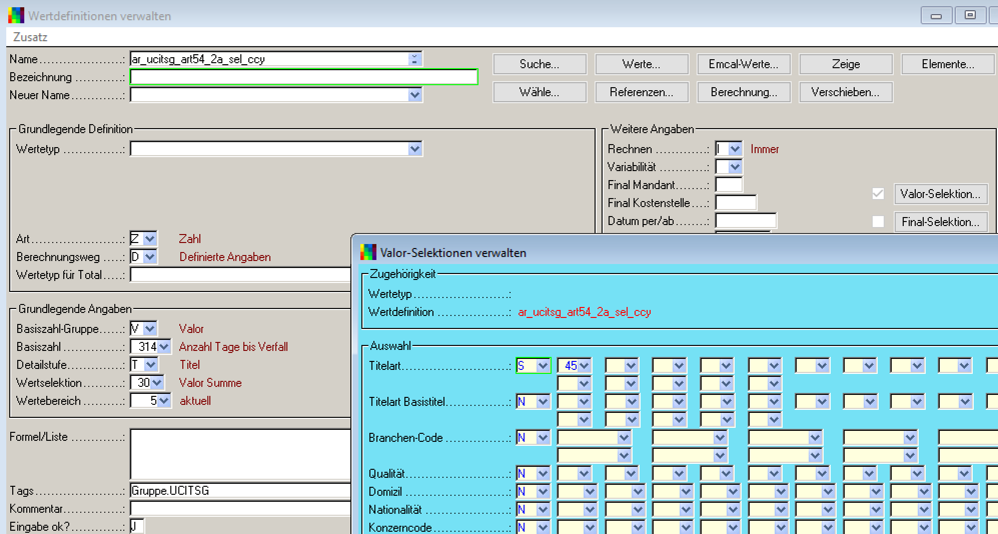 Wertdefinitionen verwalten
Zusatz
Name ..................: ar_ucitsg_art54_2a_sel_ccy
Bezeichnung ...........:
Neuer Name ............:
Suche... Werte... Emcal-Werte... Zeige Elemente...
Wähle... Referenzen... Berechnung... Verschieben...
Grundlegende Definition
Wertetyp ..............:
Art....................: Z Zahl
Berechnungsweg ........: D Definierte Angaben
Wertetyp für Total.....:
Weitere Angaben
Rechnen ............: I Immer
Variabilität ...........:
Final Mandant.......:
Final Kostenstelle....:
Datum per/ab .......:
Valor-Selektion...
Final-Selektion...
Grundlegende Angaben
Basiszahl-Gruppe......: V Valor
Basiszahl..............: 314 Anzahl Tage bis Verfall
Detailstufe.............: T Titel
Wertselektion..........: 30 Valor Summe
Wertebereich ..........: 5 aktuell
Formel/Liste ...........:
Tags...................: Gruppe.UCITSG
Kommentar.............:
Eingabe ok?...........: J
Valor-Selektionen verwalten
Zugehörigkeit
Wertetyp...................:
Wertdefinition .............: ar_ucitsg_art54_2a_sel_ccy
Auswahl
Titelart.....................: S 45
Titelart Basistitel...........: N
Branchen-Code ............: N
Qualität ...................: N
Domizil ....................: N
Nationalität ................: N
Konzerncode ..............: N